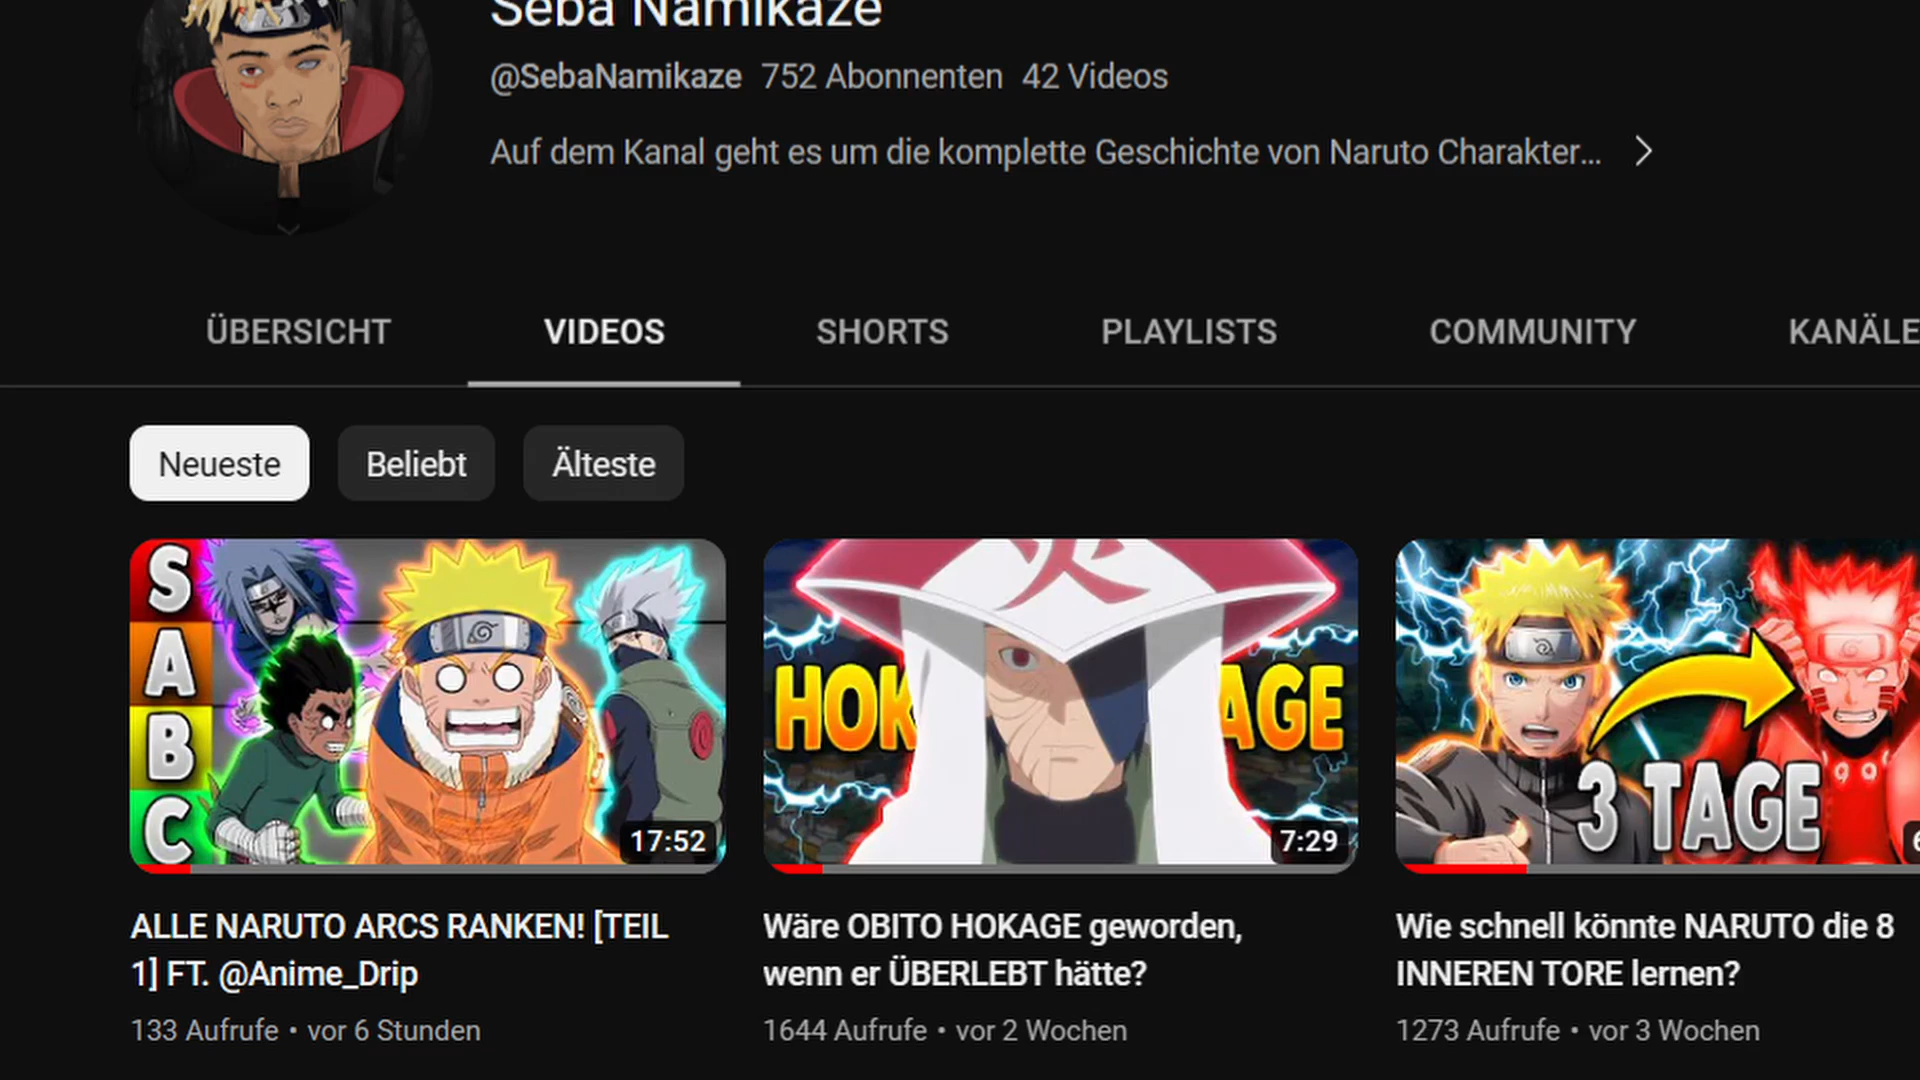 Seba Namikaze
@SebaNamikaze 752 Abonnenten 42 Videos
Auf dem Kanal geht es um die komplette Geschichte von Naruto Charakter...
ÜBERSICHT VIDEOS SHORTS PLAYLISTS COMMUNITY KANÄLE
Neueste Beliebt Älteste
S
A
B
C
17:52
火
HOK AGE
7:29
3 TAGE
ALLE NARUTO ARCS RANKEN! [TEIL
1] FT. @Anime_Drip
133 Aufrufe • vor 6 Stunden
Wäre OBITO HOKAGE geworden,
wenn er ÜBERLEBT hätte?
1644 Aufrufe • vor 2 Wochen
Wie schnell könnte NARUTO die 8
INNEREN TORE lernen?
1273 Aufrufe • vor 3 Wochen